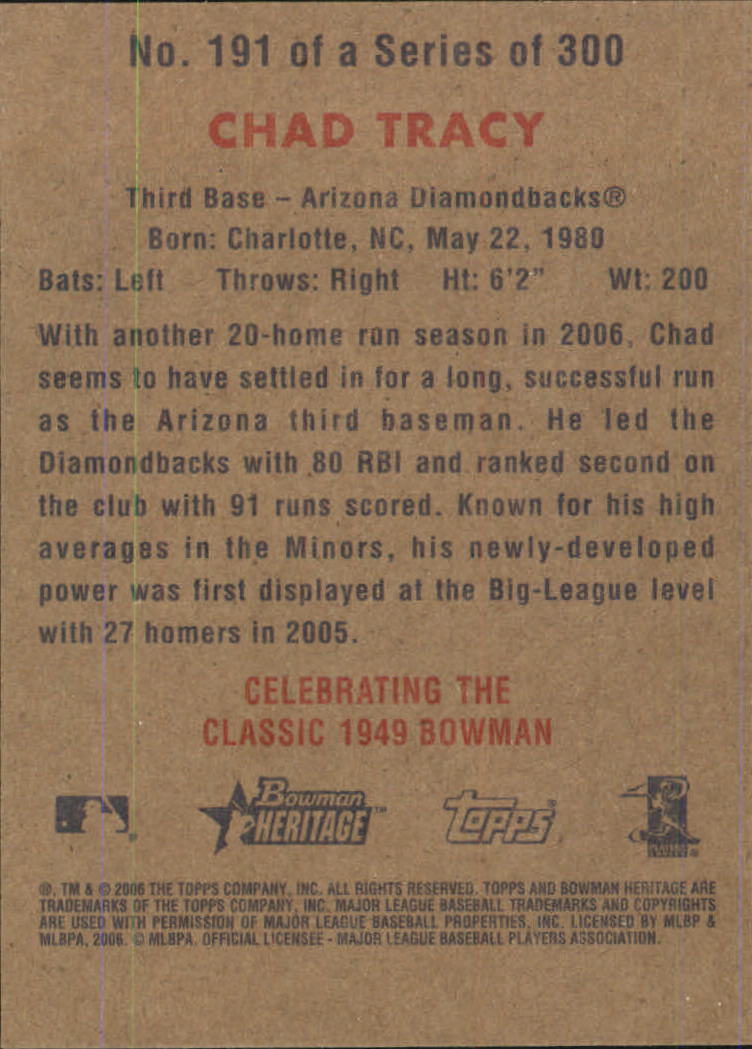 No. 191 of a Series of 300
CHAD TRACY
Third Base – Arizona Diamondbacks®
Born: Charlotte, NC, May 22, 1980
Bats: Left Throws: Right Ht: 6'2" Wt: 200
With another 20-home run season in 2006, Chad
seems to have settled in for a long, successful run
as the Arizona third baseman. He led the
Diamondbacks with 80 RBI and ranked second on
the club with 91 runs scored. Known for his high
averages in the Minors, his newly-developed
power was first displayed at the Big-League level
with 27 homers in 2005.
CELEBRATING THE
CLASSIC 1949 BOWMAN
Bowman
HERITAGE™
Topps®
®, TM & © 2006 THE TOPPS COMPANY, INC. ALL RIGHTS RESERVED. TOPPS AND BOWMAN HERITAGE ARE
TRADEMARKS OF THE TOPPS COMPANY, INC. MAJOR LEAGUE BASEBALL TRADEMARKS AND COPYRIGHTS
ARE USED WITH PERMISSION OF MAJOR LEAGUE BASEBALL PROPERTIES, INC. LICENSED BY MLBP &
MLBPA, 2006. © MLBPA. OFFICIAL LICENSEE - MAJOR LEAGUE BASEBALL PLAYERS ASSOCIATION.